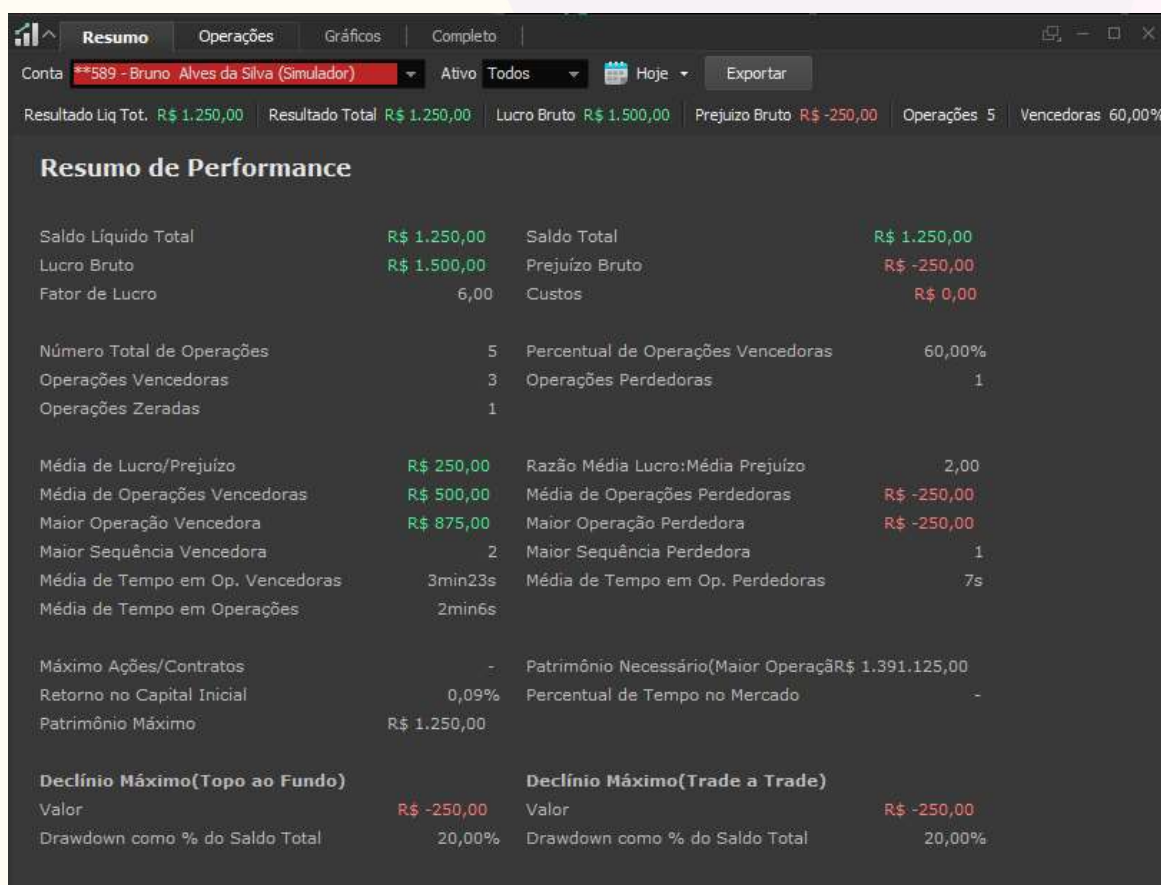 Resumo Operações Gráficos Completo
Conta **589 - Bruno Alves da Silva (Simulador) Ativo Todos Hoje Exportar
Resultado Liq Tot. R$ 1.250,00 Resultado Total R$ 1.250,00 Lucro Bruto R$ 1.500,00 Prejuizo Bruto R$ -250,00 Operações 5 Vencedoras 60,00%
Resumo de Performance
Saldo Líquido Total R$ 1.250,00 Saldo Total R$ 1.250,00
Lucro Bruto R$ 1.500,00 Prejuízo Bruto R$ -250,00
Fator de Lucro 6,00 Custos R$ 0,00
Número Total de Operações 5 Percentual de Operações Vencedoras 60,00%
Operações Vencedoras 3 Operações Perdedoras 1
Operações Zeradas 1
Média de Lucro/Prejuízo R$ 250,00 Razão Média Lucro:Média Prejuízo 2,00
Média de Operações Vencedoras R$ 500,00 Média de Operações Perdedoras R$ -250,00
Maior Operação Vencedora R$ 875,00 Maior Operação Perdedora R$ -250,00
Maior Sequência Vencedora 2 Maior Sequência Perdedora 1
Média de Tempo em Op. Vencedoras 3min23s Média de Tempo em Op. Perdedoras 7s
Média de Tempo em Operações 2min6s
Máximo Ações/Contratos - Patrimônio Necessário(Maior OperaçãR$ 1.391.125,00
Retorno no Capital Inicial 0,09% Percentual de Tempo no Mercado -
Patrimônio Máximo R$ 1.250,00
Declínio Máximo(Topo ao Fundo) Declínio Máximo(Trade a Trade)
Valor R$ -250,00 Valor R$ -250,00
Drawdown como % do Saldo Total 20,00% Drawdown como % do Saldo Total 20,00%